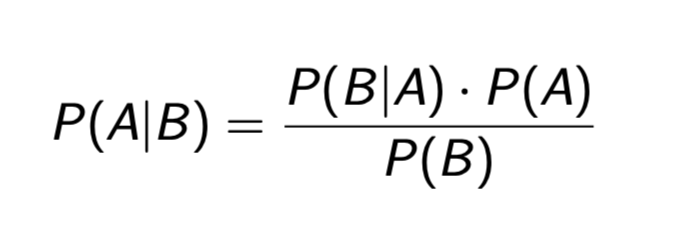 P(A|B) = P(B|A) · P(A) / P(B)